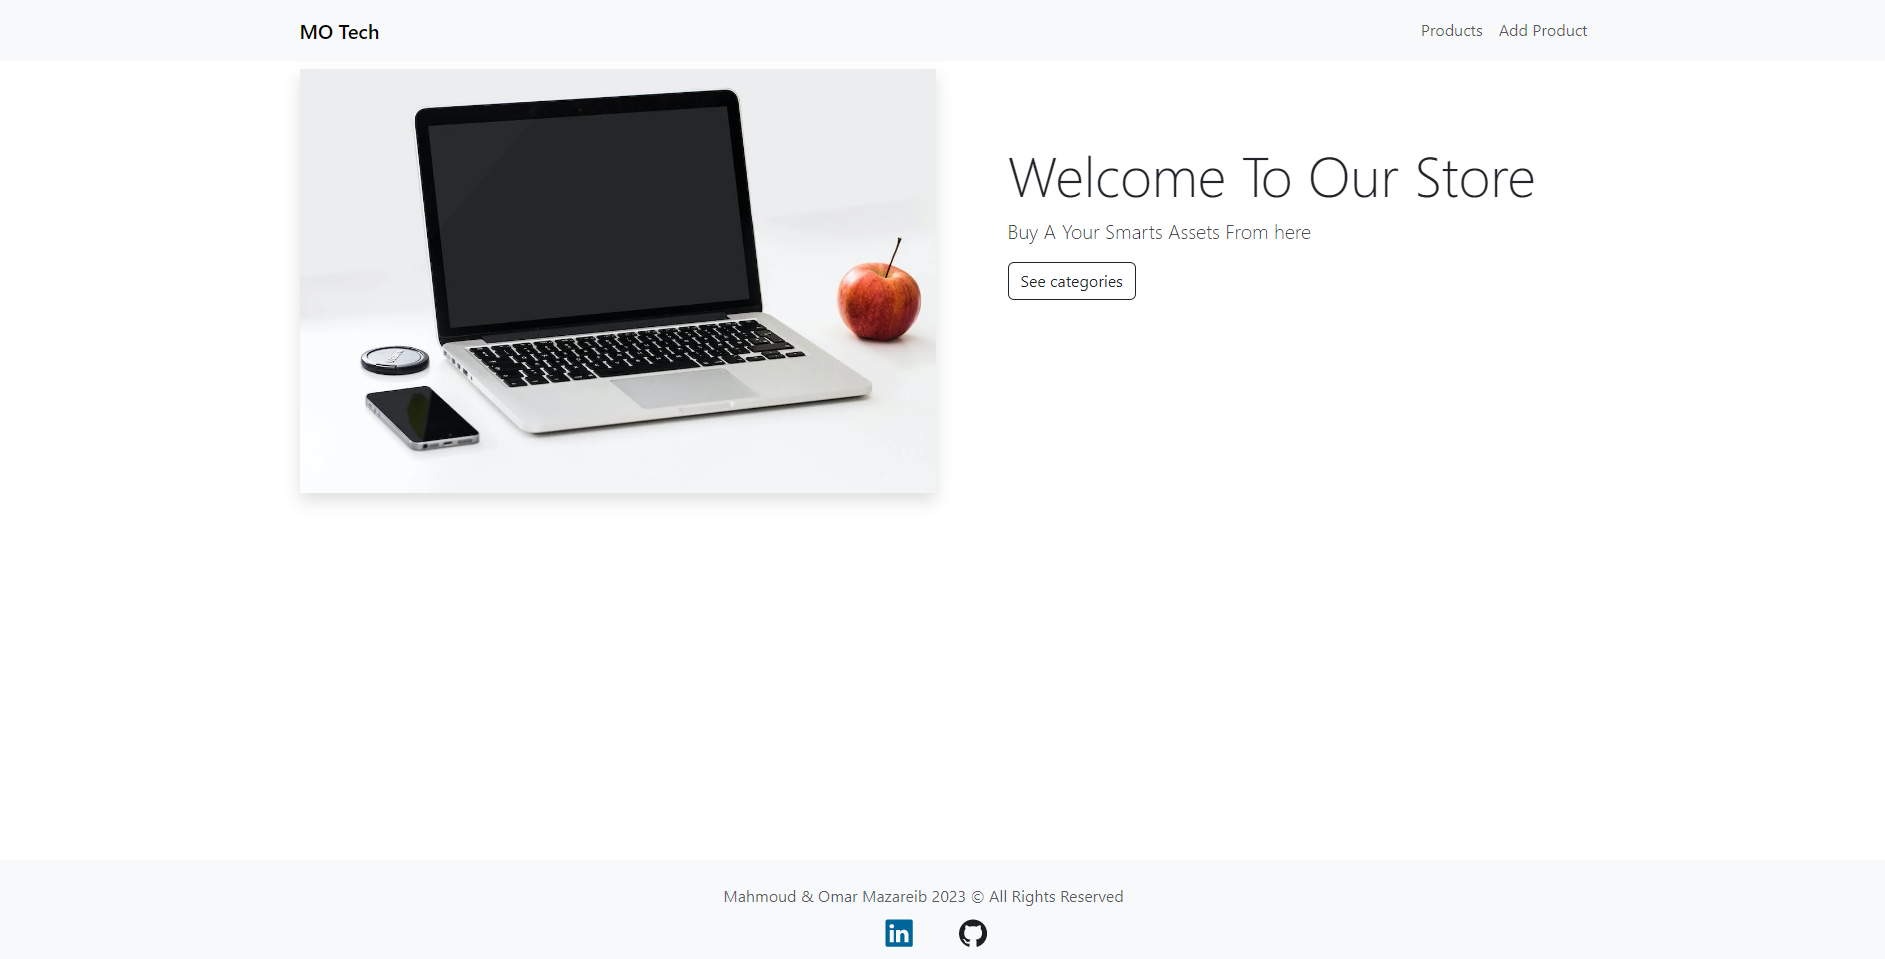 MO Tech
Products
Add Product
Welcome To Our Store
Buy A Your Smarts Assets From here
See categories
Mahmoud & Omar Mazareib 2023 © All Rights Reserved
in